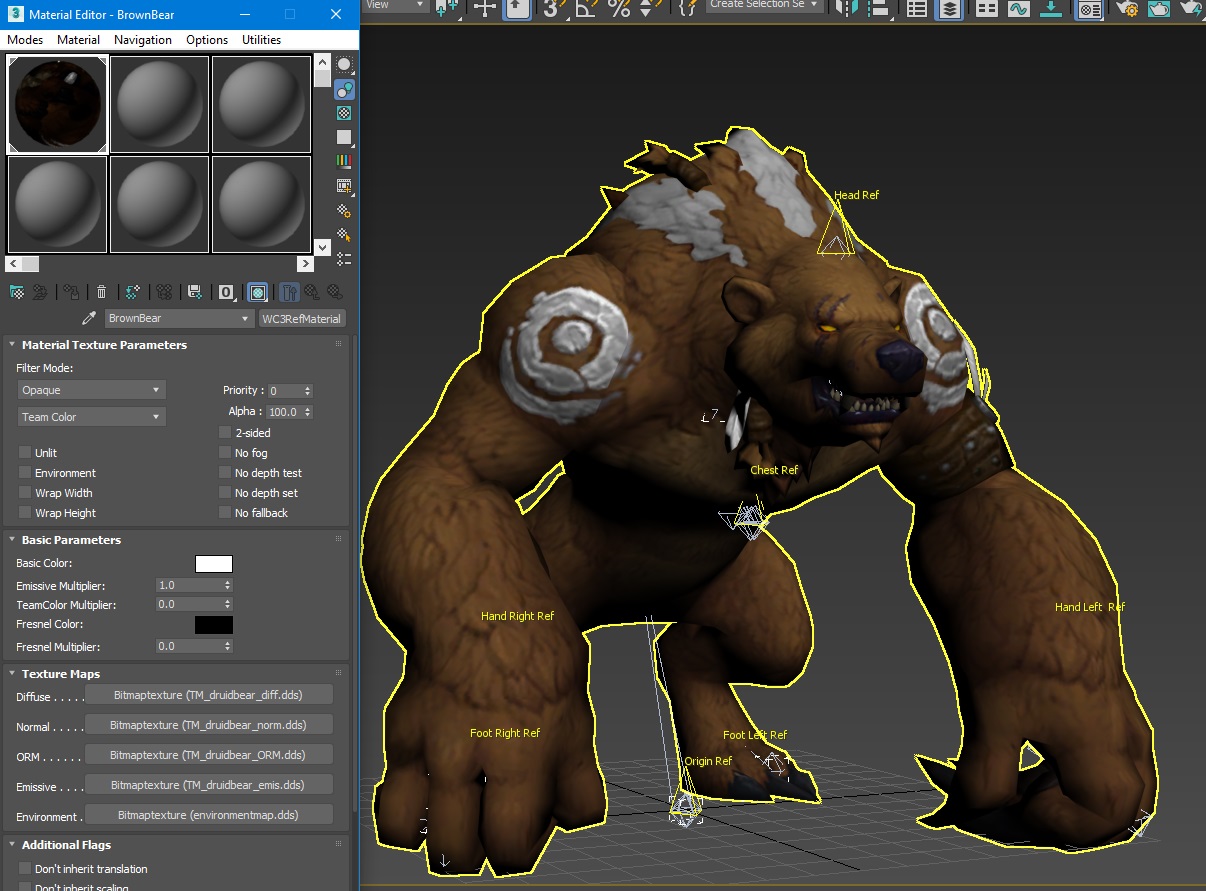 Material Editor - BrownBear
View
Create Selection Se
Modes Material Navigation Options Utilities
BrownBear
WC3RefMaterial
Material Texture Parameters
Filter Mode:
Opaque
Priority : 0
Team Color
Alpha : 100.0
2-sided
Unlit
No fog
Environment
No depth test
Wrap Width
No depth set
Wrap Height
No fallback
Basic Parameters
Basic Color:
Emissive Multiplier: 1.0
TeamColor Multiplier: 0.0
Fresnel Color:
Fresnel Multiplier: 0.0
Texture Maps
Diffuse . . . . . Bitmaptexture (TM_druidbear_diff.dds)
Normal . . . . . Bitmaptexture (TM_druidbear_norm.dds)
ORM . . . . . . Bitmaptexture (TM_druidbear_ORM.dds)
Emissive . . . . Bitmaptexture (TM_druidbear_emis.dds)
Environment . Bitmaptexture (environmentmap.dds)
Additional Flags
Don't inherit translation
Don't inherit scaling
Head Ref
Chest Ref
Hand Right Ref
Hand Left Ref
Foot Right Ref
Foot Left Ref
Origin Ref